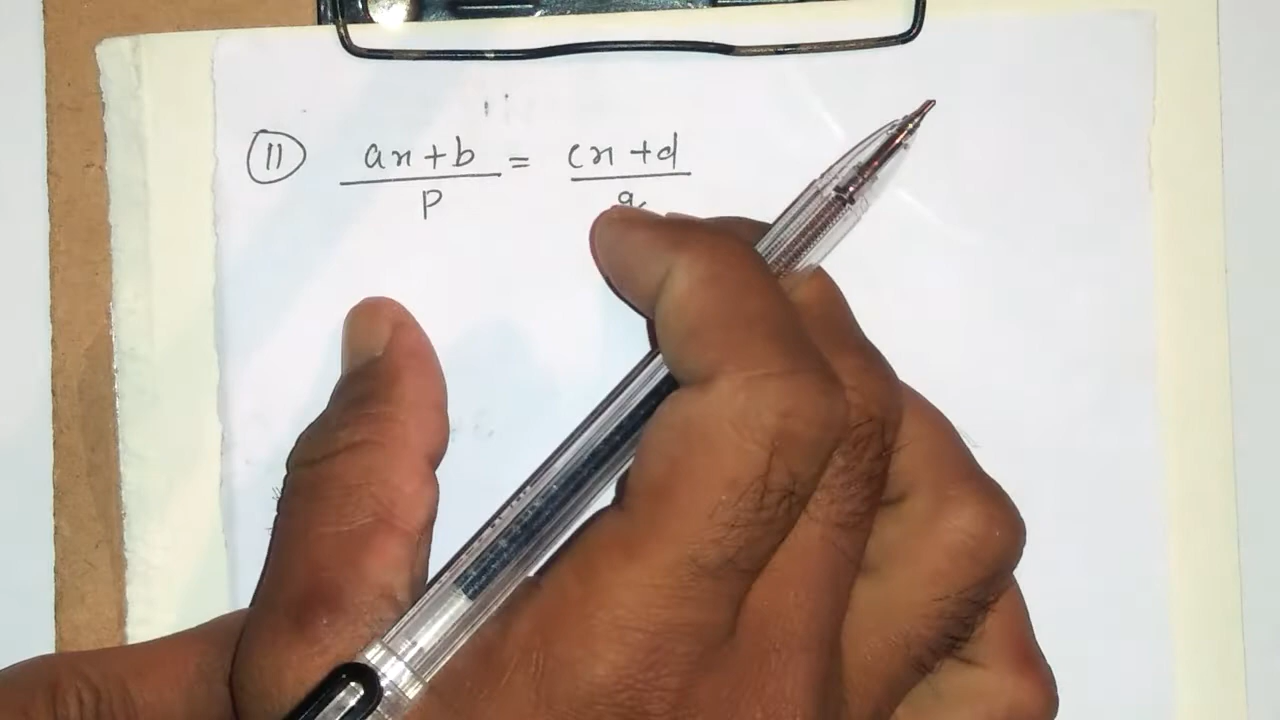 ⑪ ax+b/p = cx+d/q